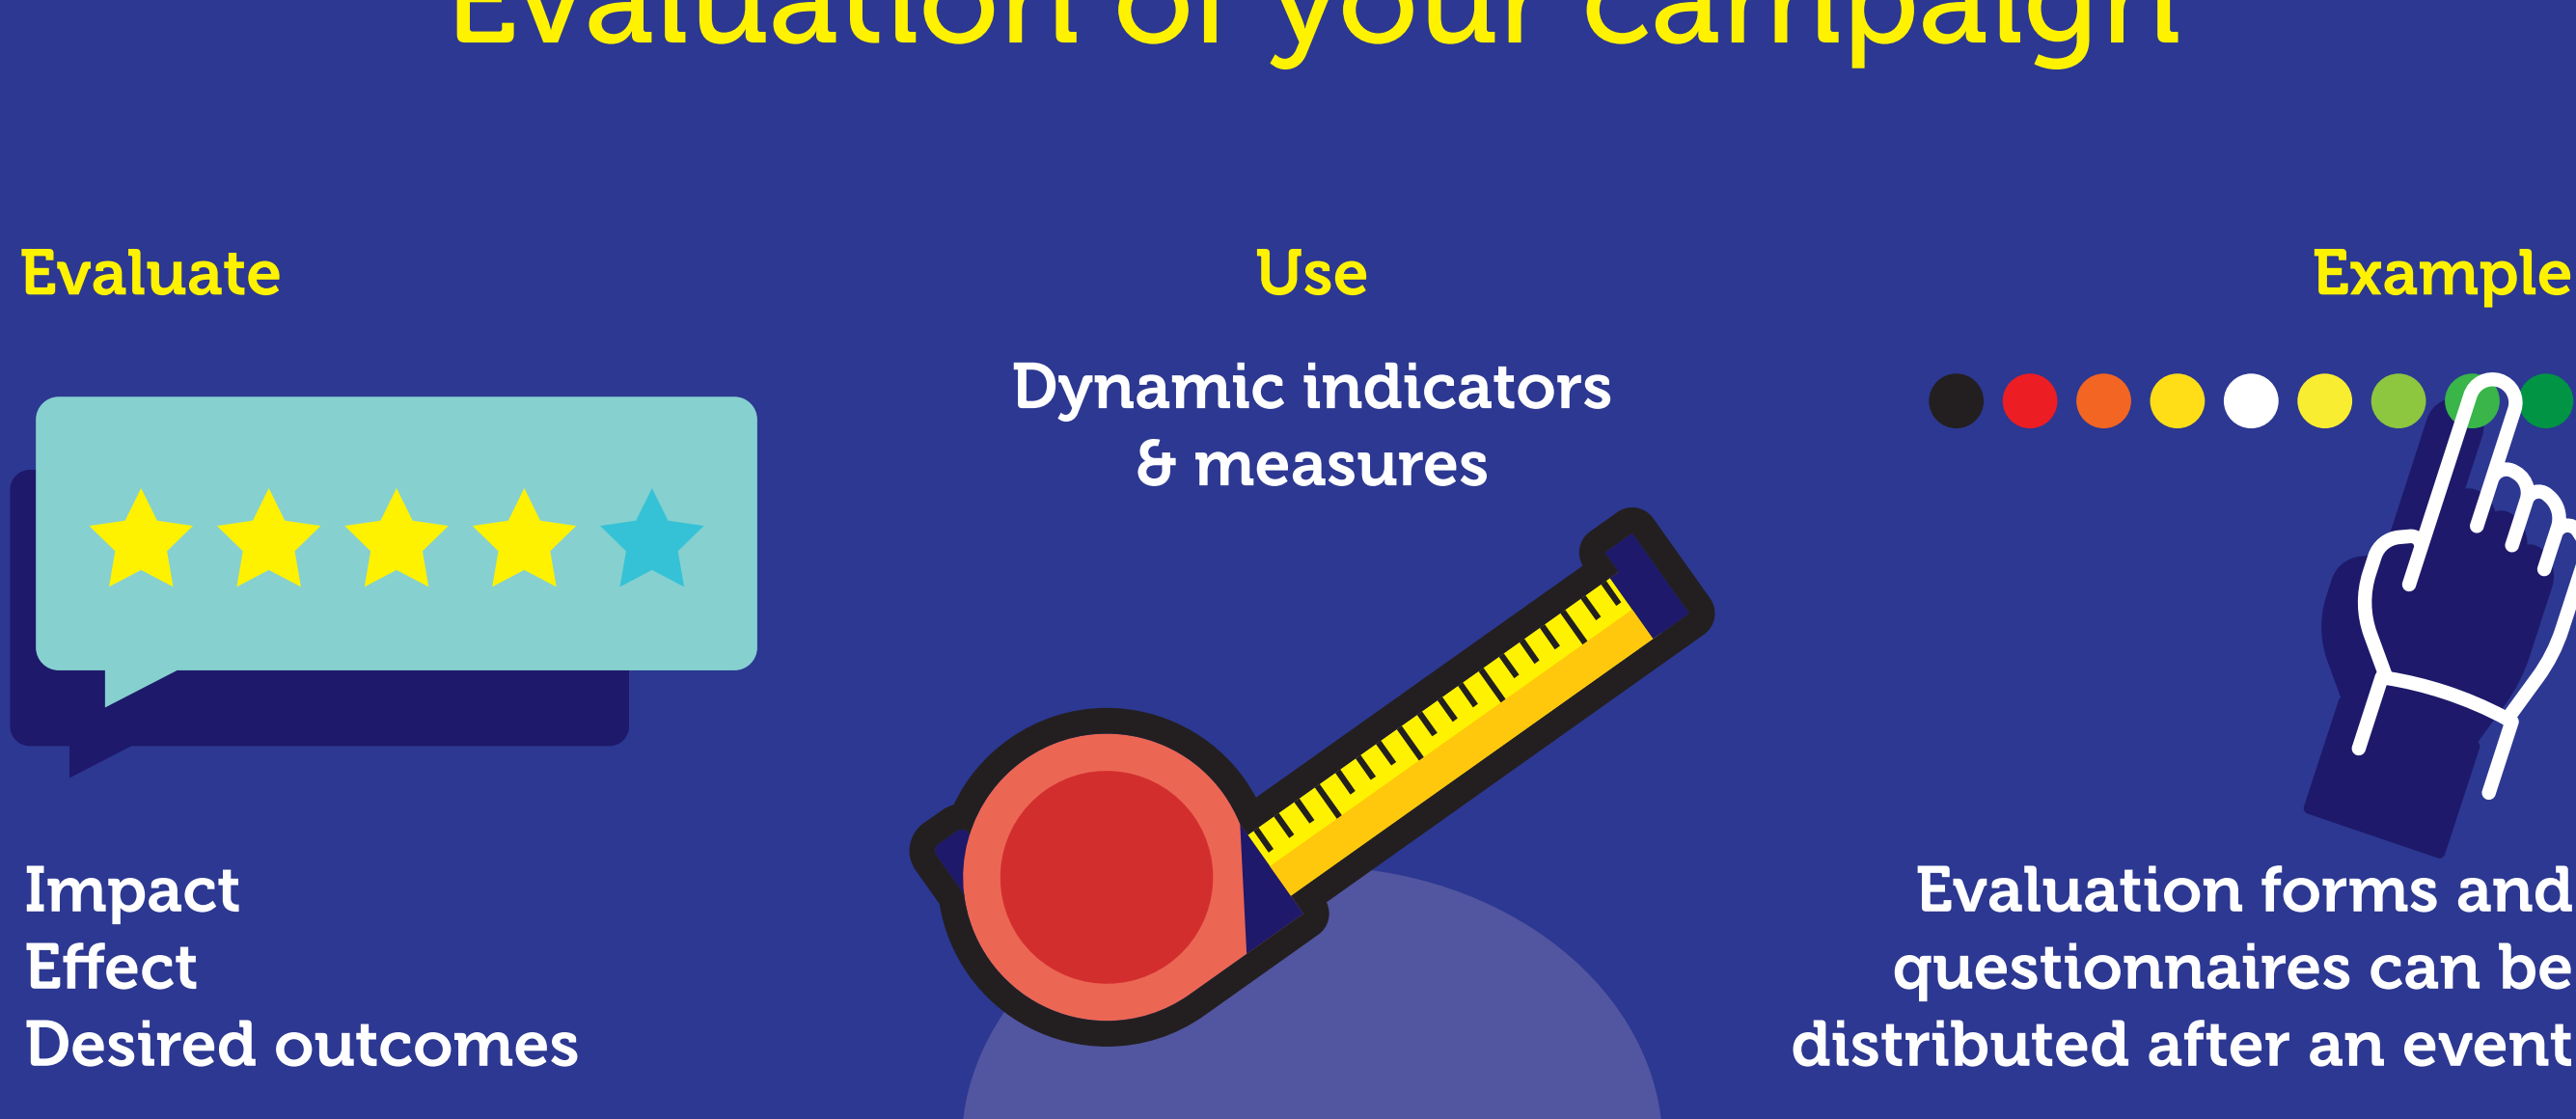 Evaluation of your campaign
Evaluate
Use
Example
Dynamic indicators
& measures
Impact
Effect
Desired outcomes
Evaluation forms and
questionnaires can be
distributed after an event